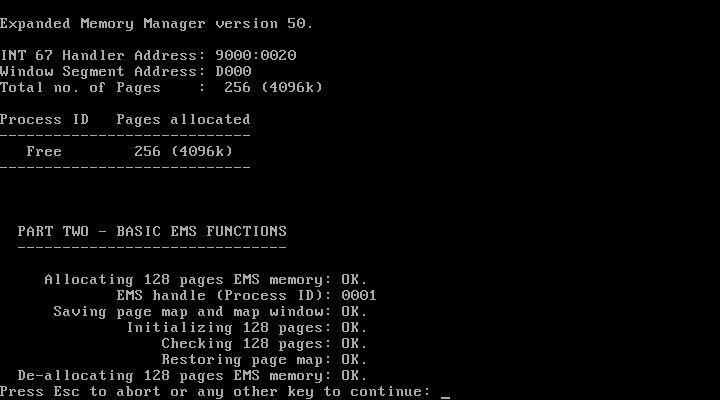 Expanded Memory Manager version 50.
INT 67 Handler Address: 9000:0020
Window Segment Address: D000
Total no. of Pages    :  256 (4096k)
Process ID   Pages allocated
----------------------------
   Free        256 (4096k)
----------------------------
  PART TWO - BASIC EMS FUNCTIONS
  ------------------------------
     Allocating 128 pages EMS memory: OK.
             EMS handle (Process ID): 0001
      Saving page map and map window: OK.
              Initializing 128 pages: OK.
                  Checking 128 pages: OK.
                  Restoring page map: OK.
  De-allocating 128 pages EMS memory: OK.
Press Esc to abort or any other key to continue: _